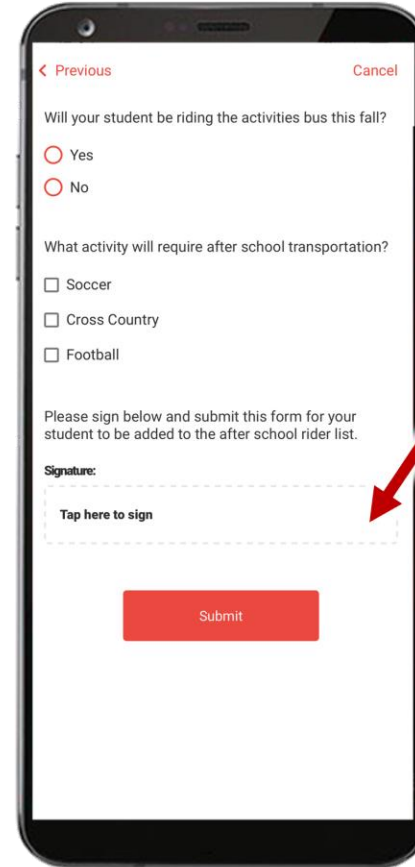 Previous
Cancel
Will your student be riding the activities bus this fall?
Yes
No
What activity will require after school transportation?
Soccer
Cross Country
Football
Please sign below and submit this form for your
student to be added to the after school rider list.
Signature:
Tap here to sign
Submit